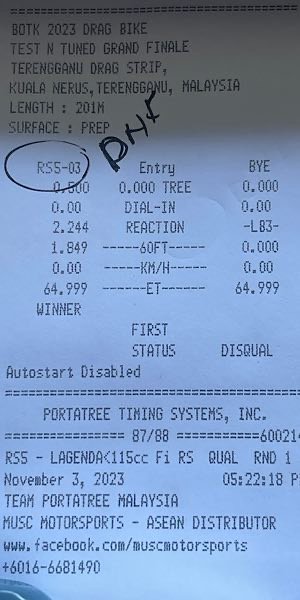 BOTK 2023 DRAG BIKE
TEST N TUNED GRAND FINALE
TERENGGANU DRAG STRIP,
KUALA NERUS,TERENGGANU, MALAYSIA
LENGTH : 201M
SURFACE : PREP
DNF
RS5-03 Entry BYE
0.500 0.000 TREE 0.000
0.00 DIAL-IN 0.00
2.244 REACTION -LB3-
1.849 -----60FT----- 0.000
0.00 ------KM/H----- 0.00
64.999 ------ET------ 64.999
WINNER
FIRST
STATUS DISQUAL
Autostart Disabled
PORTATREE TIMING SYSTEMS, INC.
=============== 87/88 ===========60021
RS5 - LAGENDA<115cc Fi RS QUAL RND 1
November 3, 2023 05:22:18 P
TEAM PORTATREE MALAYSIA
MUSC MOTORSPORTS - ASEAN DISTRIBUTOR
www.facebook.com/muscmotorsports
+6016-6681490